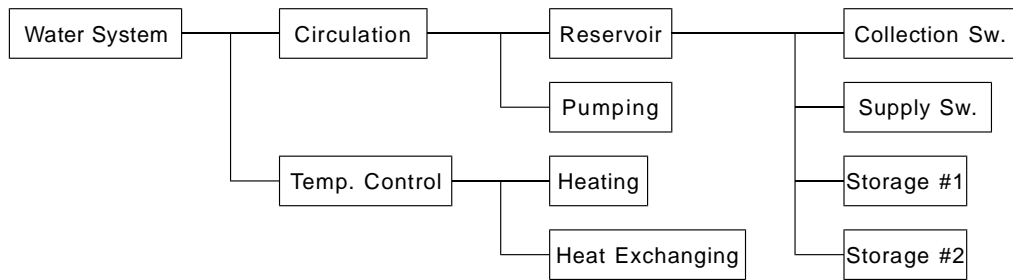 Water System
Circulation
Reservoir
Collection Sw.
Pumping
Supply Sw.
Temp. Control
Heating
Storage #1
Heat Exchanging
Storage #2